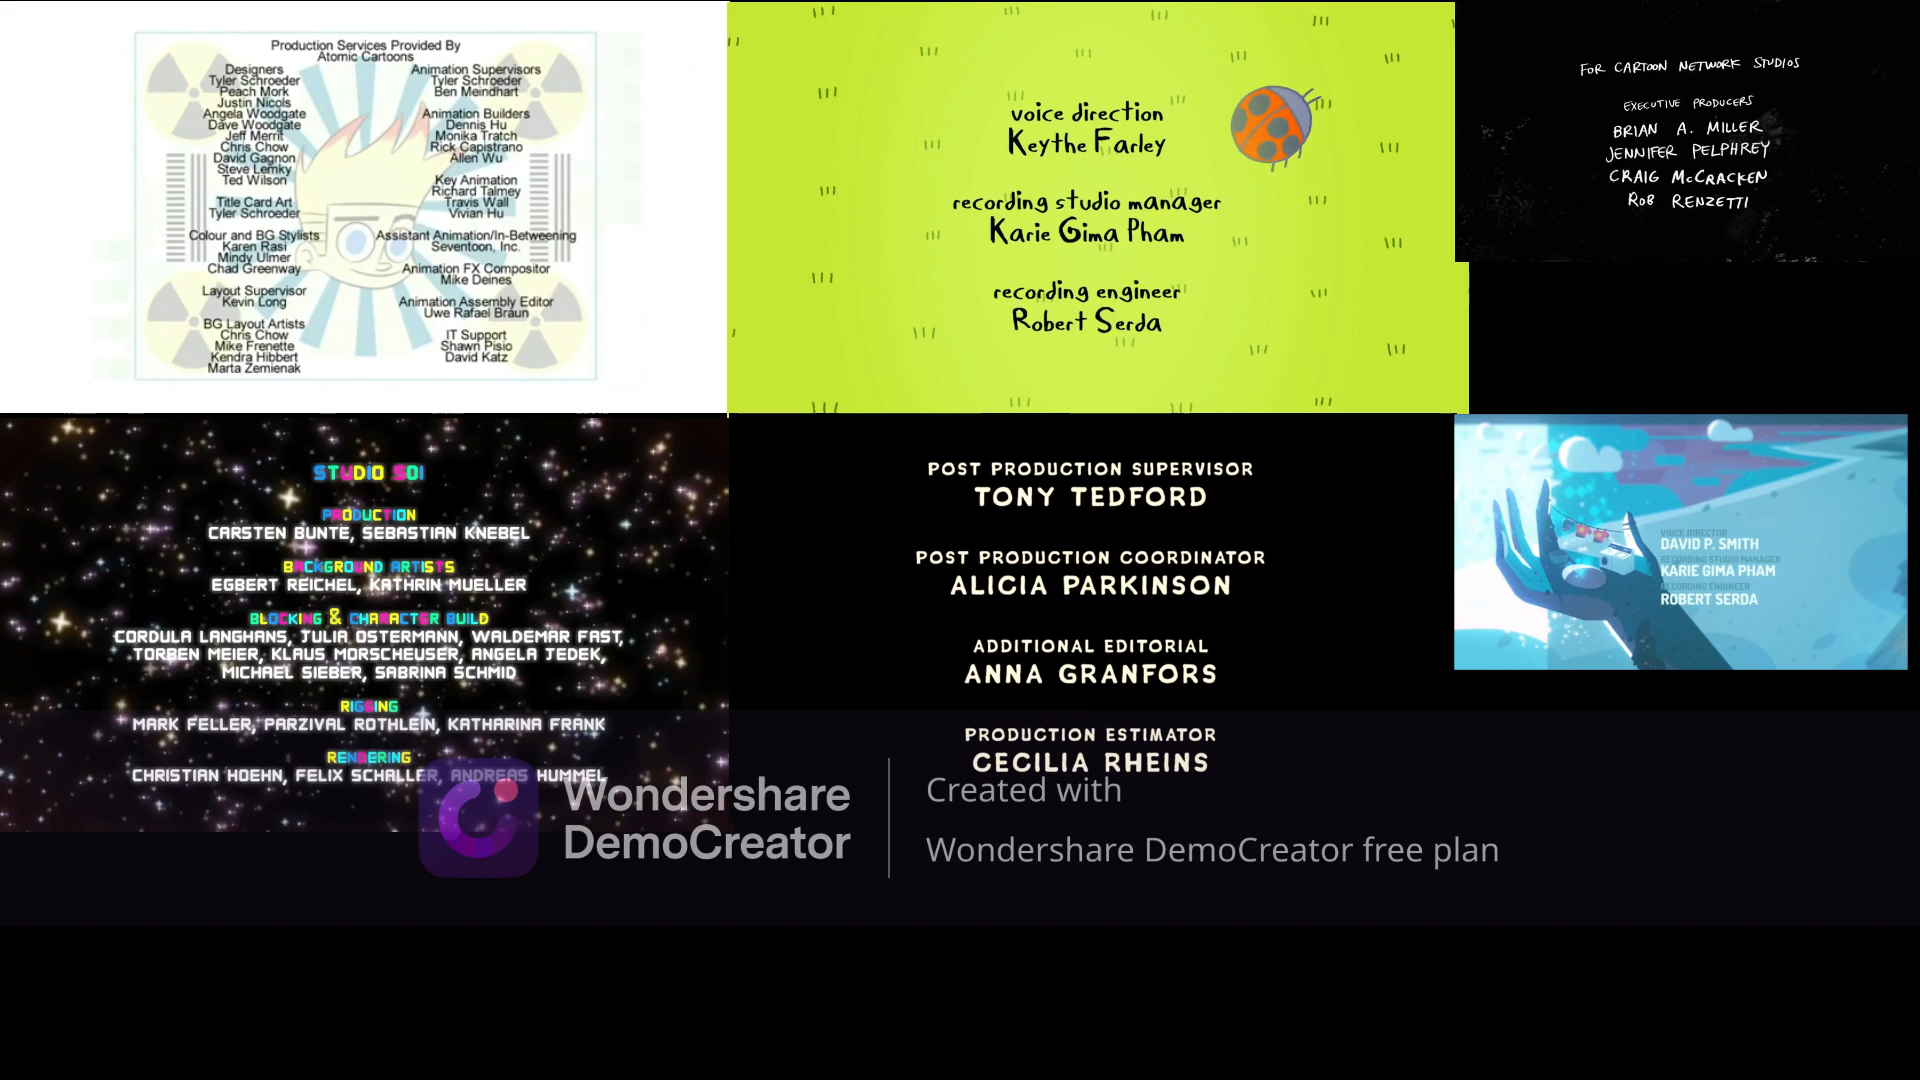 Production Services Provided By
Atomic Cartoons
Designers
Tyler Schroeder
Peach Mork
Justin Nicols
Angela Woodgate
Dave Woodgate
Jeff Merrit
Chris Chow
David Gagnon
Steve Lemky
Ted Wilson
Title Card Art
Tyler Schroeder
Colour and BG Stylists
Karen Rasi
Mindy Ulmer
Chad Greenway
Layout Supervisor
Kevin Long
BG Layout Artists
Chris Chow
Mike Frenette
Kendra Hibbert
Marta Zemienak
Animation Supervisors
Tyler Schroeder
Ben Meindhart
Animation Builders
Dennis Hu
Monika Tratch
Rick Capistrano
Allen Wu
Key Animation
Richard Talmey
Travis Wall
Vivian Hu
Assistant Animation/In-Betweening
Seventoon, Inc.
Animation FX Compositor
Mike Deines
Animation Assembly Editor
Uwe Rafael Braun
IT Support
Shawn Pisio
David Katz
voice direction
Keythe Farley
recording studio manager
Karie Gima Pham
recording engineer
Robert Serda
FOR CARTOON NETWORK STUDIOS
EXECUTIVE PRODUCERS
BRIAN A. MILLER
JENNIFER PELPHREY
CRAIG McCRACKEN
ROB RENZETTI
STUDIO SOI
PRODUCTION
CARSTEN BUNTE, SEBASTIAN KNEBEL
BACKGROUND ARTISTS
EGBERT REICHEL, KATHRIN MUELLER
BLOCKING & CHARACTER BUILD
CORDULA LANGHANS, JULIA OSTERMANN, WALDEMAR FAST,
TORBEN MEIER, KLAUS MORSCHEUSER, ANGELA JEDEK,
MICHAEL SIEBER, SABRINA SCHMID
RIGGING
MARK FELLER, PARZIVAL ROTHLEIN, KATHARINA FRANK
RENDERING
CHRISTIAN HOEHN, FELIX SCHALLER, ANDREAS HUMMEL
POST PRODUCTION SUPERVISOR
TONY TEDFORD
POST PRODUCTION COORDINATOR
ALICIA PARKINSON
ADDITIONAL EDITORIAL
ANNA GRANFORS
PRODUCTION ESTIMATOR
CECILIA RHEINS
VOICE DIRECTOR
DAVID P. SMITH
RECORDING STUDIO MANAGER
KARIE GIMA PHAM
RECORDING ENGINEER
ROBERT SERDA
Wondershare
DemoCreator
Created with
Wondershare DemoCreator free plan